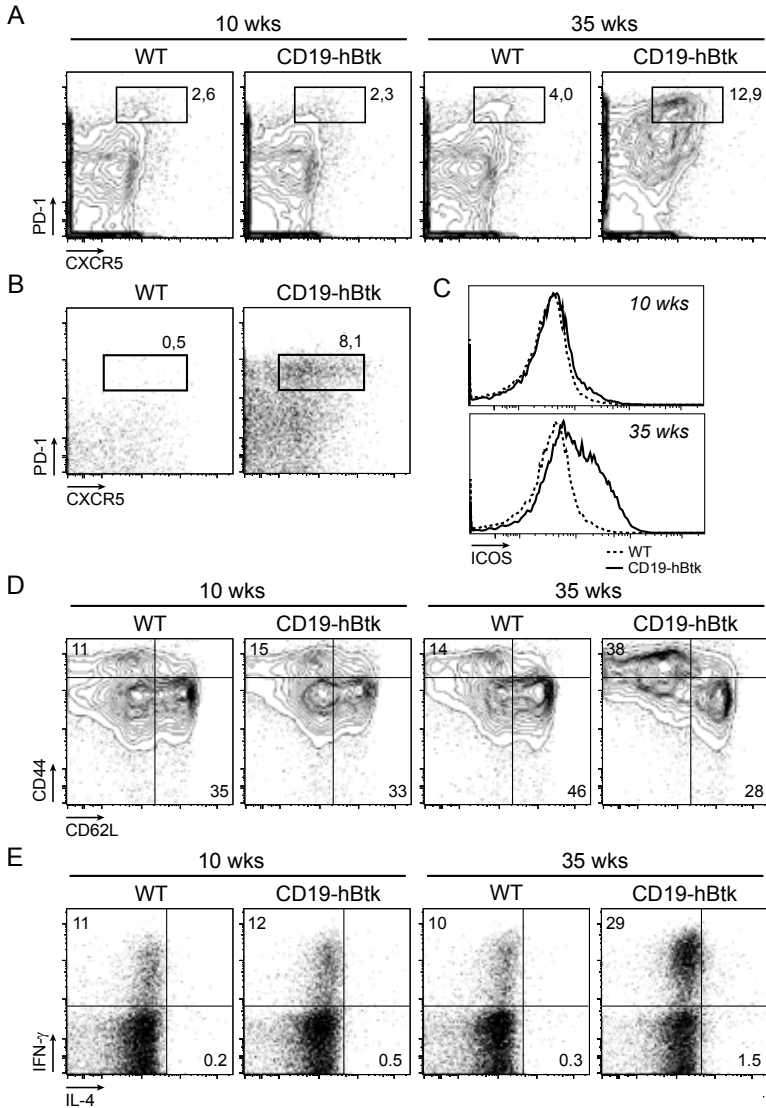 A
10 wks
35 wks
WT
CD19-hBtk
WT
CD19-hBtk
2,6
2,3
4,0
12,9
PD-1
CXCR5
B
WT
CD19-hBtk
0,5
8,1
PD-1
CXCR5
C
10 wks
35 wks
ICOS
WT
CD19-hBtk
D
10 wks
35 wks
WT
CD19-hBtk
WT
CD19-hBtk
11
15
14
38
35
33
46
28
CD44
CD62L
E
10 wks
35 wks
WT
CD19-hBtk
WT
CD19-hBtk
11
12
10
29
0.2
0.5
0.3
1.5
IFN-γ
IL-4